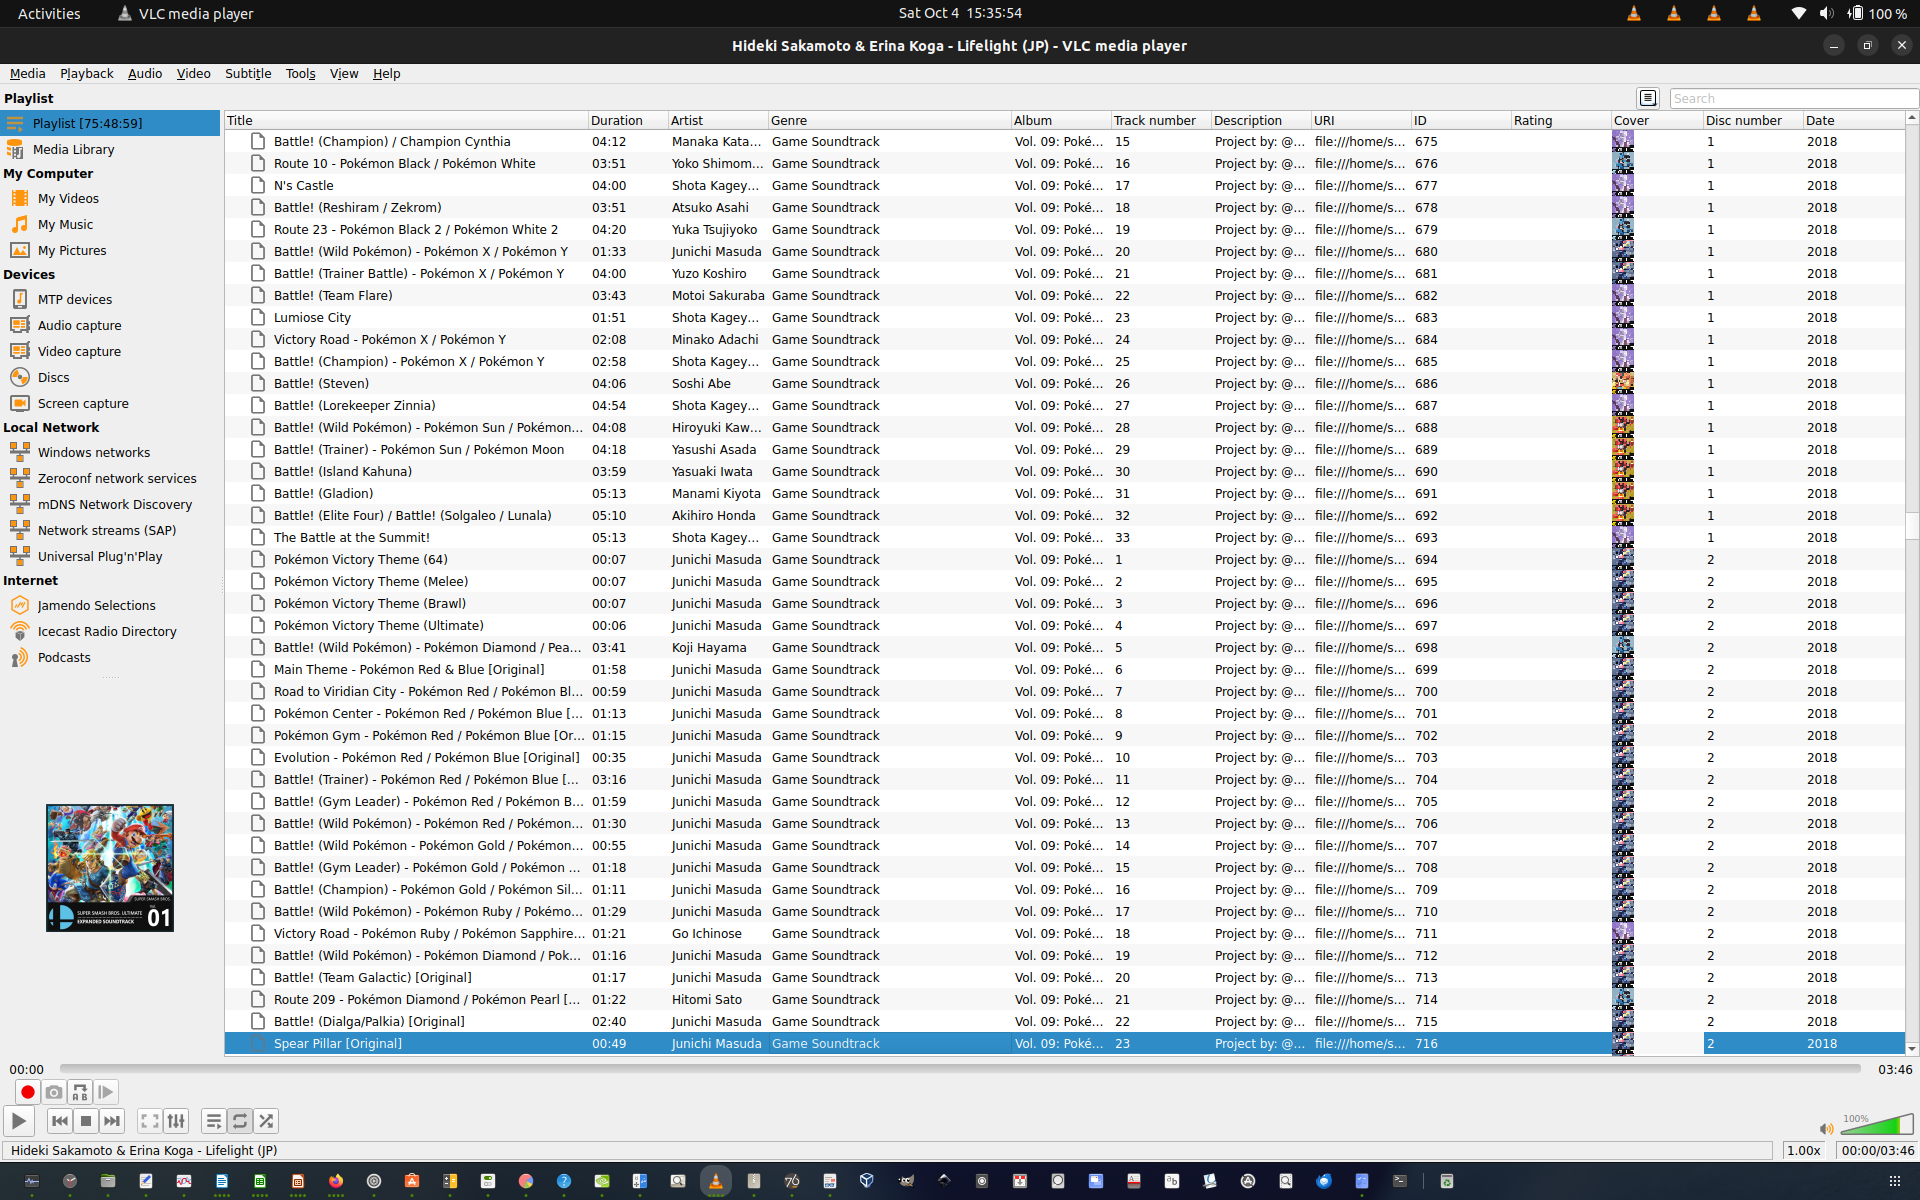 Activities VLC media player Sat Oct 4 15:35:54 100 %
Hideki Sakamoto & Erina Koga - Lifelight (JP) - VLC media player
Media Playback Audio Video Subtitle Tools View Help
Playlist
Playlist [75:48:59]
Media Library
My Computer
My Videos
My Music
My Pictures
Devices
MTP devices
Audio capture
Video capture
Discs
Screen capture
Local Network
Windows networks
Zeroconf network services
mDNS Network Discovery
Network streams (SAP)
Universal Plug'n'Play
Internet
Jamendo Selections
Icecast Radio Directory
Podcasts
SUPER SMASH BROS. ULTIMATE
EXPANDED SOUNDTRACK
01
Search
Title Duration Artist Genre Album Track number Description URI ID Rating Cover Disc number Date
Battle! (Champion) / Champion Cynthia 04:12 Manaka Kata... Game Soundtrack Vol. 09: Poké... 15 Project by: @... file:///home/s... 675 1 2018
Route 10 - Pokémon Black / Pokémon White 03:51 Yoko Shimom... Game Soundtrack Vol. 09: Poké... 16 Project by: @... file:///home/s... 676 1 2018
N's Castle 04:00 Shota Kagey... Game Soundtrack Vol. 09: Poké... 17 Project by: @... file:///home/s... 677 1 2018
Battle! (Reshiram / Zekrom) 03:51 Atsuko Asahi Game Soundtrack Vol. 09: Poké... 18 Project by: @... file:///home/s... 678 1 2018
Route 23 - Pokémon Black 2 / Pokémon White 2 04:20 Yuka Tsujiyoko Game Soundtrack Vol. 09: Poké... 19 Project by: @... file:///home/s... 679 1 2018
Battle! (Wild Pokémon) - Pokémon X / Pokémon Y 01:33 Junichi Masuda Game Soundtrack Vol. 09: Poké... 20 Project by: @... file:///home/s... 680 1 2018
Battle! (Trainer Battle) - Pokémon X / Pokémon Y 04:00 Yuzo Koshiro Game Soundtrack Vol. 09: Poké... 21 Project by: @... file:///home/s... 681 1 2018
Battle! (Team Flare) 03:43 Motoi Sakuraba Game Soundtrack Vol. 09: Poké... 22 Project by: @... file:///home/s... 682 1 2018
Lumiose City 01:51 Shota Kagey... Game Soundtrack Vol. 09: Poké... 23 Project by: @... file:///home/s... 683 1 2018
Victory Road - Pokémon X / Pokémon Y 02:08 Minako Adachi Game Soundtrack Vol. 09: Poké... 24 Project by: @... file:///home/s... 684 1 2018
Battle! (Champion) - Pokémon X / Pokémon Y 02:58 Shota Kagey... Game Soundtrack Vol. 09: Poké... 25 Project by: @... file:///home/s... 685 1 2018
Battle! (Steven) 04:06 Soshi Abe Game Soundtrack Vol. 09: Poké... 26 Project by: @... file:///home/s... 686 1 2018
Battle! (Lorekeeper Zinnia) 04:54 Shota Kagey... Game Soundtrack Vol. 09: Poké... 27 Project by: @... file:///home/s... 687 1 2018
Battle! (Wild Pokémon) - Pokémon Sun / Pokémon... 04:08 Hiroyuki Kaw... Game Soundtrack Vol. 09: Poké... 28 Project by: @... file:///home/s... 688 1 2018
Battle! (Trainer) - Pokémon Sun / Pokémon Moon 04:18 Yasushi Asada Game Soundtrack Vol. 09: Poké... 29 Project by: @... file:///home/s... 689 1 2018
Battle! (Island Kahuna) 03:59 Yasuaki Iwata Game Soundtrack Vol. 09: Poké... 30 Project by: @... file:///home/s... 690 1 2018
Battle! (Gladion) 05:13 Manami Kiyota Game Soundtrack Vol. 09: Poké... 31 Project by: @... file:///home/s... 691 1 2018
Battle! (Elite Four) / Battle! (Solgaleo / Lunala) 05:10 Akihiro Honda Game Soundtrack Vol. 09: Poké... 32 Project by: @... file:///home/s... 692 1 2018
The Battle at the Summit! 05:13 Shota Kagey... Game Soundtrack Vol. 09: Poké... 33 Project by: @... file:///home/s... 693 1 2018
Pokémon Victory Theme (64) 00:07 Junichi Masuda Game Soundtrack Vol. 09: Poké... 1 Project by: @... file:///home/s... 694 2 2018
Pokémon Victory Theme (Melee) 00:07 Junichi Masuda Game Soundtrack Vol. 09: Poké... 2 Project by: @... file:///home/s... 695 2 2018
Pokémon Victory Theme (Brawl) 00:07 Junichi Masuda Game Soundtrack Vol. 09: Poké... 3 Project by: @... file:///home/s... 696 2 2018
Pokémon Victory Theme (Ultimate) 00:06 Junichi Masuda Game Soundtrack Vol. 09: Poké... 4 Project by: @... file:///home/s... 697 2 2018
Battle! (Wild Pokémon) - Pokémon Diamond / Pea... 03:41 Koji Hayama Game Soundtrack Vol. 09: Poké... 5 Project by: @... file:///home/s... 698 2 2018
Main Theme - Pokémon Red & Blue [Original] 01:58 Junichi Masuda Game Soundtrack Vol. 09: Poké... 6 Project by: @... file:///home/s... 699 2 2018
Road to Viridian City - Pokémon Red / Pokémon Bl... 00:59 Junichi Masuda Game Soundtrack Vol. 09: Poké... 7 Project by: @... file:///home/s... 700 2 2018
Pokémon Center - Pokémon Red / Pokémon Blue [... 01:13 Junichi Masuda Game Soundtrack Vol. 09: Poké... 8 Project by: @... file:///home/s... 701 2 2018
Pokémon Gym - Pokémon Red / Pokémon Blue [Or... 01:15 Junichi Masuda Game Soundtrack Vol. 09: Poké... 9 Project by: @... file:///home/s... 702 2 2018
Evolution - Pokémon Red / Pokémon Blue [Original] 00:35 Junichi Masuda Game Soundtrack Vol. 09: Poké... 10 Project by: @... file:///home/s... 703 2 2018
Battle! (Trainer) - Pokémon Red / Pokémon Blue [... 03:16 Junichi Masuda Game Soundtrack Vol. 09: Poké... 11 Project by: @... file:///home/s... 704 2 2018
Battle! (Gym Leader) - Pokémon Red / Pokémon B... 01:59 Junichi Masuda Game Soundtrack Vol. 09: Poké... 12 Project by: @... file:///home/s... 705 2 2018
Battle! (Wild Pokémon) - Pokémon Red / Pokémon... 01:30 Junichi Masuda Game Soundtrack Vol. 09: Poké... 13 Project by: @... file:///home/s... 706 2 2018
Battle! (Wild Pokémon - Pokémon Gold / Pokémon... 00:55 Junichi Masuda Game Soundtrack Vol. 09: Poké... 14 Project by: @... file:///home/s... 707 2 2018
Battle! (Gym Leader) - Pokémon Gold / Pokémon ... 01:18 Junichi Masuda Game Soundtrack Vol. 09: Poké... 15 Project by: @... file:///home/s... 708 2 2018
Battle! (Champion) - Pokémon Gold / Pokémon Sil... 01:11 Junichi Masuda Game Soundtrack Vol. 09: Poké... 16 Project by: @... file:///home/s... 709 2 2018
Battle! (Wild Pokémon) - Pokémon Ruby / Pokémo... 01:29 Junichi Masuda Game Soundtrack Vol. 09: Poké... 17 Project by: @... file:///home/s... 710 2 2018
Victory Road - Pokémon Ruby / Pokémon Sapphire... 01:21 Go Ichinose Game Soundtrack Vol. 09: Poké... 18 Project by: @... file:///home/s... 711 2 2018
Battle! (Wild Pokémon) - Pokémon Diamond / Pok... 01:16 Junichi Masuda Game Soundtrack Vol. 09: Poké... 19 Project by: @... file:///home/s... 712 2 2018
Battle! (Team Galactic) [Original] 01:17 Junichi Masuda Game Soundtrack Vol. 09: Poké... 20 Project by: @... file:///home/s... 713 2 2018
Route 209 - Pokémon Diamond / Pokémon Pearl [... 01:22 Hitomi Sato Game Soundtrack Vol. 09: Poké... 21 Project by: @... file:///home/s... 714 2 2018
Battle! (Dialga/Palkia) [Original] 02:40 Junichi Masuda Game Soundtrack Vol. 09: Poké... 22 Project by: @... file:///home/s... 715 2 2018
Spear Pillar [Original] 00:49 Junichi Masuda Game Soundtrack Vol. 09: Poké... 23 Project by: @... file:///home/s... 716 2 2018
00:00 03:46
100%
Hideki Sakamoto & Erina Koga - Lifelight (JP) 1.00x 00:00/03:46